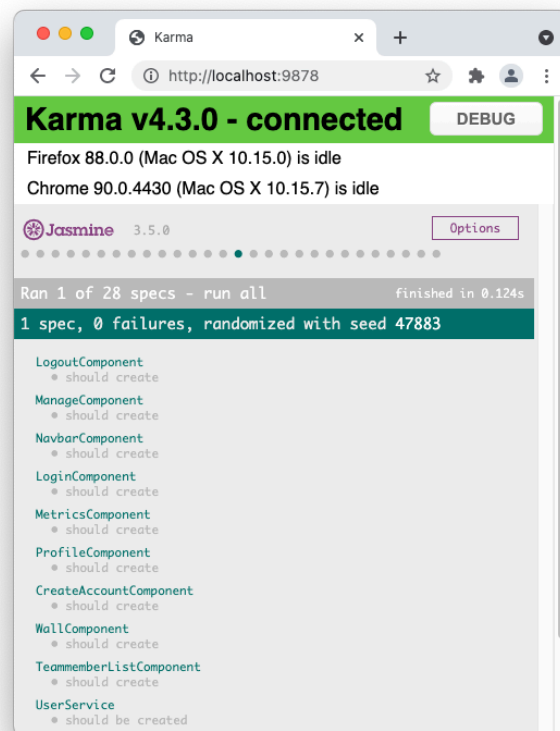 Karma
http://localhost:9878
Karma v4.3.0 - connected
DEBUG
Firefox 88.0.0 (Mac OS X 10.15.0) is idle
Chrome 90.0.4430 (Mac OS X 10.15.7) is idle
Jasmine 3.5.0
Options
Ran 1 of 28 specs - run all
finished in 0.124s
1 spec, 0 failures, randomized with seed 47883
LogoutComponent
• should create
ManageComponent
• should create
NavbarComponent
• should create
LoginComponent
• should create
MetricsComponent
• should create
ProfileComponent
• should create
CreateAccountComponent
• should create
WallComponent
• should create
TeammemberListComponent
• should create
UserService
• should be created